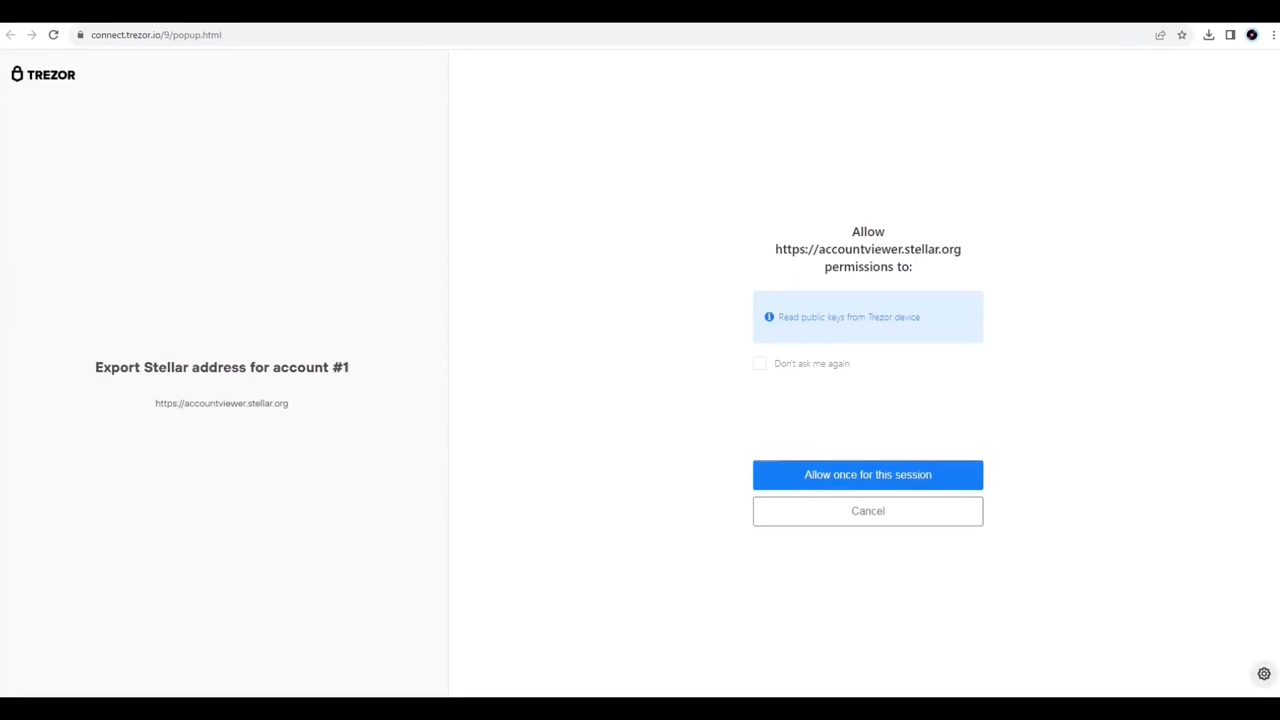 connect.trezor.io/9/popup.html
TREZOR
Export Stellar address for account #1
https://accountviewer.stellar.org
Allow
https://accountviewer.stellar.org
permissions to:
Read public keys from Trezor device
Don't ask me again
Allow once for this session
Cancel